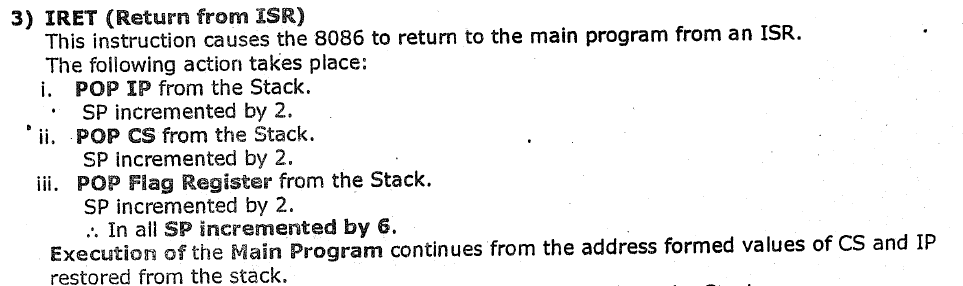 3) IRET (Return from ISR)
This instruction causes the 8086 to return to the main program from an ISR.
The following action takes place:
i. POP IP from the Stack.
SP incremented by 2.
ii. POP CS from the Stack.
SP incremented by 2.
iii. POP Flag Register from the Stack.
SP incremented by 2.
∴ In all SP incremented by 6.
Execution of the Main Program continues from the address formed values of CS and IP
restored from the stack.